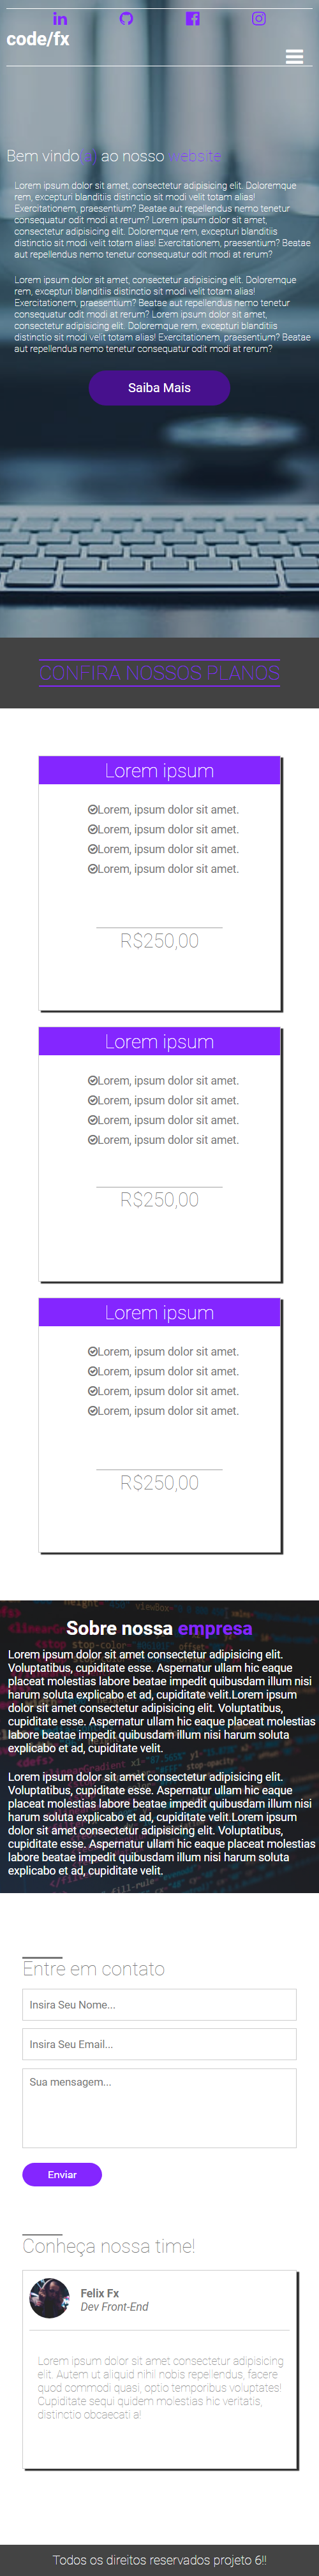 code/fx
Bem vindo(a) ao nosso website
Lorem ipsum dolor sit amet, consectetur adipisicing elit. Doloremque
rem, excepturi blanditiis distinctio sit modi velit totam alias!
Exercitationem, praesentium? Beatae aut repellendus nemo tenetur
consequatur odit modi at rerum? Lorem ipsum dolor sit amet,
consectetur adipisicing elit. Doloremque rem, excepturi blanditiis
distinctio sit modi velit totam alias! Exercitationem, praesentium? Beatae
aut repellendus nemo tenetur consequatur odit modi at rerum?
Lorem ipsum dolor sit amet, consectetur adipisicing elit. Doloremque
rem, excepturi blanditiis distinctio sit modi velit totam alias!
Exercitationem, praesentium? Beatae aut repellendus nemo tenetur
consequatur odit modi at rerum? Lorem ipsum dolor sit amet,
consectetur adipisicing elit. Doloremque rem, excepturi blanditiis
distinctio sit modi velit totam alias! Exercitationem, praesentium? Beatae
aut repellendus nemo tenetur consequatur odit modi at rerum?
Saiba Mais
CONFIRA NOSSOS PLANOS
Lorem ipsum
Lorem, ipsum dolor sit amet.
Lorem, ipsum dolor sit amet.
Lorem, ipsum dolor sit amet.
Lorem, ipsum dolor sit amet.
R$250,00
Lorem ipsum
Lorem, ipsum dolor sit amet.
Lorem, ipsum dolor sit amet.
Lorem, ipsum dolor sit amet.
Lorem, ipsum dolor sit amet.
R$250,00
Lorem ipsum
Lorem, ipsum dolor sit amet.
Lorem, ipsum dolor sit amet.
Lorem, ipsum dolor sit amet.
Lorem, ipsum dolor sit amet.
R$250,00
Sobre nossa empresa
Lorem ipsum dolor sit amet consectetur adipisicing elit.
Voluptatibus, cupiditate esse. Aspernatur ullam hic eaque
placeat molestias labore beatae impedit quibusdam illum nisi
harum soluta explicabo et ad, cupiditate velit.Lorem ipsum
dolor sit amet consectetur adipisicing elit. Voluptatibus,
cupiditate esse. Aspernatur ullam hic eaque placeat molestias
labore beatae impedit quibusdam illum nisi harum soluta
explicabo et ad, cupiditate velit.
Lorem ipsum dolor sit amet consectetur adipisicing elit.
Voluptatibus, cupiditate esse. Aspernatur ullam hic eaque
placeat molestias labore beatae impedit quibusdam illum nisi
harum soluta explicabo et ad, cupiditate velit.Lorem ipsum
dolor sit amet consectetur adipisicing elit. Voluptatibus,
cupiditate esse. Aspernatur ullam hic eaque placeat molestias
labore beatae impedit quibusdam illum nisi harum soluta
explicabo et ad, cupiditate velit.
Entre em contato
Insira Seu Nome...
Insira Seu Email...
Sua mensagem...
Enviar
Conheça nossa time!
Felix Fx
Dev Front-End
Lorem ipsum dolor sit amet consectetur adipisicing
elit. Autem ut aliquid nihil nobis repellendus, facere
quod commodi quasi, optio temporibus voluptates!
Cupiditate sequi quidem molestias hic veritatis,
distinctio obcaecati a!
Todos os direitos reservados projeto 6!!